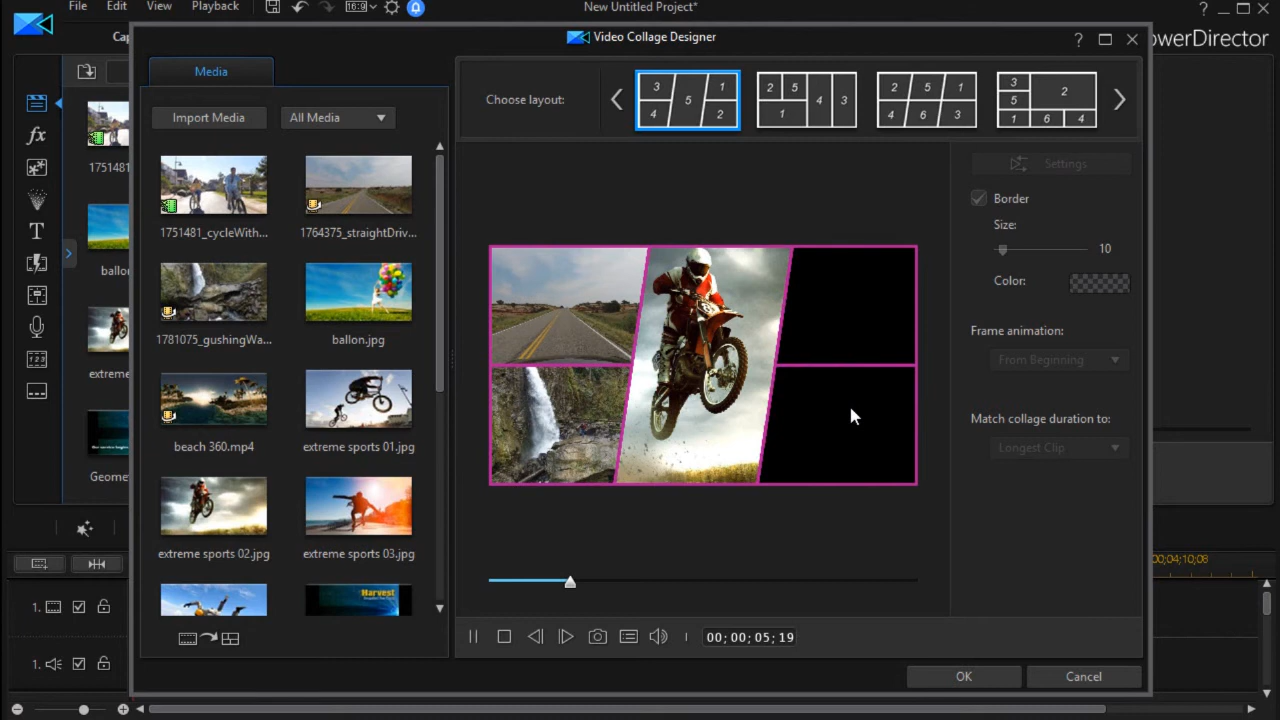 File Edit View Playback
16:9
New Untitled Project*
?
Video Collage Designer
?
PowerDirector
Cap
Media
Choose layout:
3 5 1 4 2
2 5 4 3 1
2 5 1 4 6 3
3 2 5 1 6 4
Import Media
All Media
Settings
Border
Size:
10
Color:
Frame animation:
From Beginning
Match collage duration to:
Longest Clip
1751481
ballon
extreme
Geome
fx
T
123
1751481_cycleWith...
1764375_straightDriv...
1781075_gushingWa...
ballon.jpg
beach 360.mp4
extreme sports 01.jpg
extreme sports 02.jpg
extreme sports 03.jpg
Harvest
00;00;05;19
OK
Cancel
00;04;10;08
1.
1.